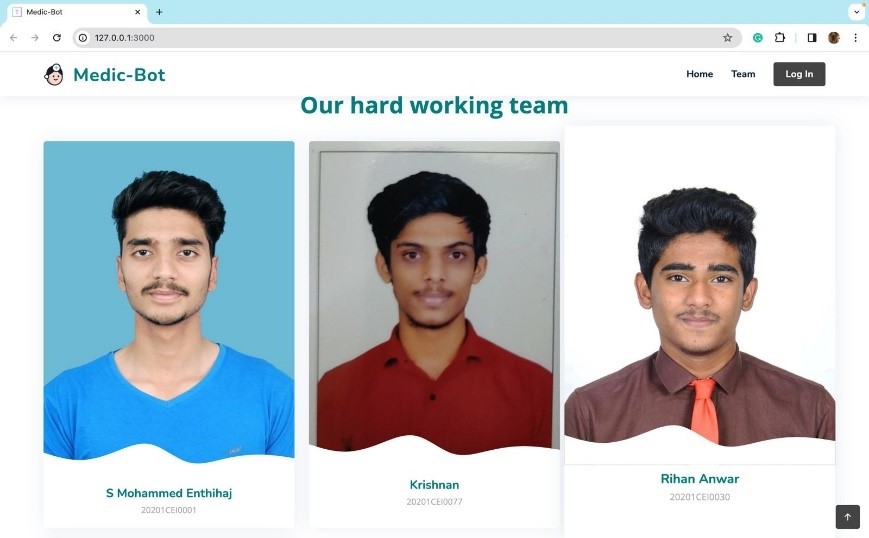 Medic-Bot
127.0.0.1:3000
Medic-Bot
Home
Team
Log In
Our hard working team
S Mohammed Enthihaj
20201CEI0001
Krishnan
20201CEI0077
Rihan Anwar
20201CEI0030